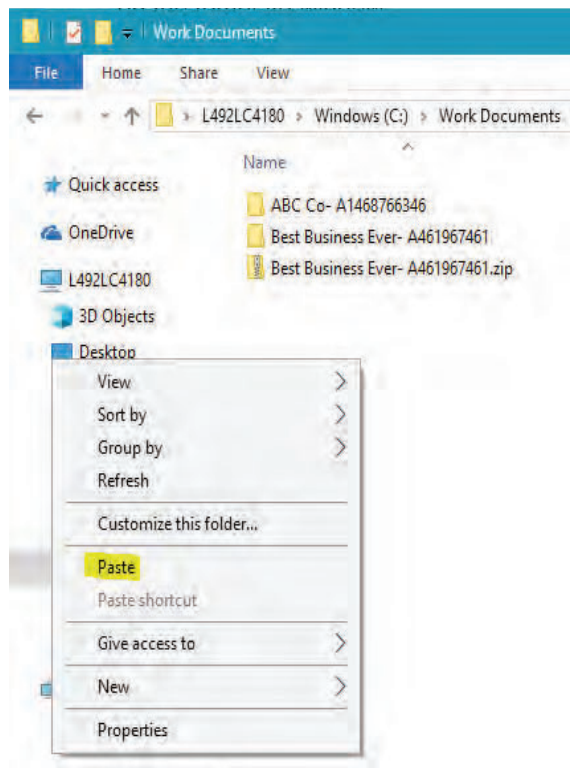 Work Documents
File Home Share View
L492LC4180 > Windows (C:) > Work Documents
Name
Quick access
ABC Co- A1468766346
OneDrive
Best Business Ever- A461967461
Best Business Ever- A461967461.zip
L492LC4180
3D Objects
Desktop
View
Sort by
Group by
Refresh
Customize this folder...
Paste
Paste shortcut
Give access to
New
Properties